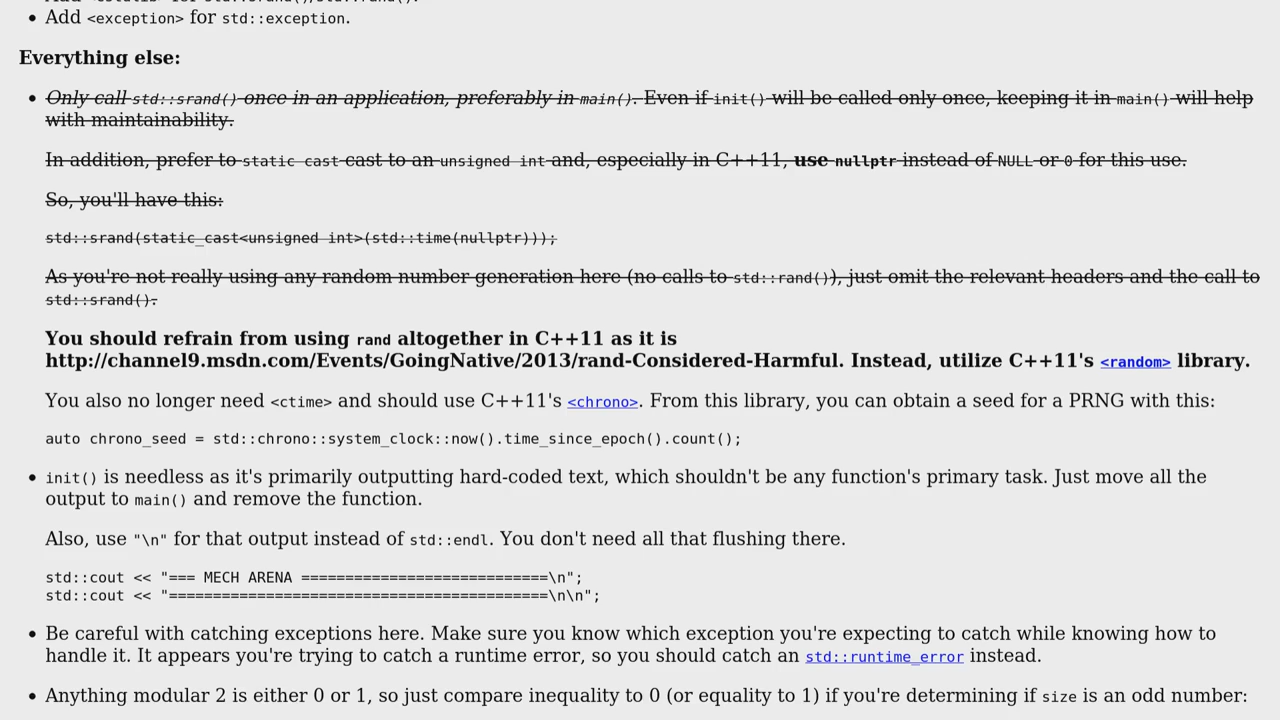 Add <exception> for std::exception.
Everything else:
Only call std::srand() once in an application, preferably in main(). Even if init() will be called only once, keeping it in main() will help
with maintainability.
In addition, prefer to static_cast cast to an unsigned int and, especially in C++11, use nullptr instead of NULL or 0 for this use.
So, you'll have this:
std::srand(static_cast<unsigned int>(std::time(nullptr)));
As you're not really using any random number generation here (no calls to std::rand()), just omit the relevant headers and the call to
std::srand().
You should refrain from using rand altogether in C++11 as it is
http://channel9.msdn.com/Events/GoingNative/2013/rand-Considered-Harmful. Instead, utilize C++11's <random> library.
You also no longer need <ctime> and should use C++11's <chrono>. From this library, you can obtain a seed for a PRNG with this:
auto chrono_seed = std::chrono::system_clock::now().time_since_epoch().count();
init() is needless as it's primarily outputting hard-coded text, which shouldn't be any function's primary task. Just move all the
output to main() and remove the function.
Also, use "\n" for that output instead of std::endl. You don't need all that flushing there.
std::cout << "=== MECH ARENA ============================\n";
std::cout << "===========================================\n\n";
Be careful with catching exceptions here. Make sure you know which exception you're expecting to catch while knowing how to
handle it. It appears you're trying to catch a runtime error, so you should catch an std::runtime_error instead.
Anything modular 2 is either 0 or 1, so just compare inequality to 0 (or equality to 1) if you're determining if size is an odd number: